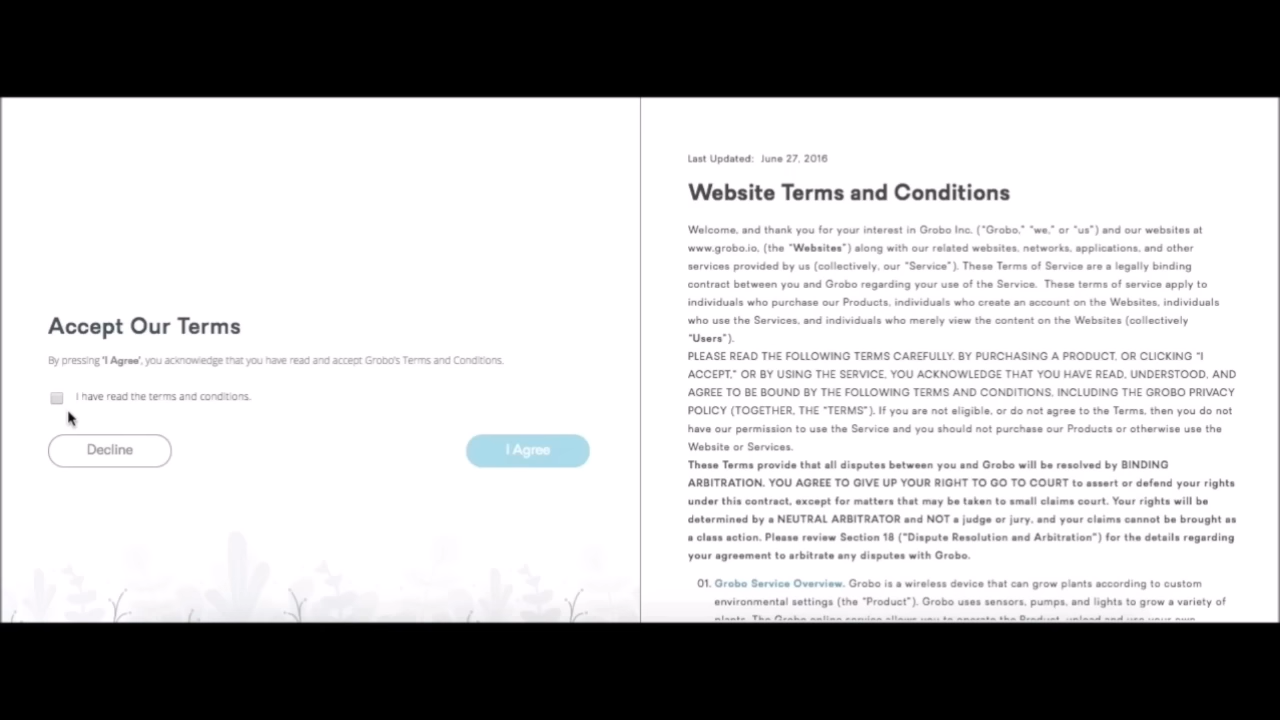 Accept Our Terms
By pressing "I Agree", you acknowledge that you have read and accept Grobo's Terms and Conditions.
I have read the terms and conditions.
Decline
I Agree
Last Updated: June 27, 2016
Website Terms and Conditions
Welcome, and thank you for your interest in Grobo Inc. ("Grobo," "we," or "us") and our websites at
www.grobo.io, (the "Websites") along with our related websites, networks, applications, and other
services provided by us (collectively, our "Service"). These Terms of Service are a legally binding
contract between you and Grobo regarding your use of the Service. These terms of service apply to
individuals who purchase our Products, individuals who create an account on the Websites, individuals
who use the Services, and individuals who merely view the content on the Websites (collectively
"Users").
PLEASE READ THE FOLLOWING TERMS CAREFULLY. BY PURCHASING A PRODUCT, OR CLICKING "I
ACCEPT," OR BY USING THE SERVICE, YOU ACKNOWLEDGE THAT YOU HAVE READ, UNDERSTOOD, AND
AGREE TO BE BOUND BY THE FOLLOWING TERMS AND CONDITIONS, INCLUDING THE GROBO PRIVACY
POLICY (TOGETHER, THE "TERMS"). If you are not eligible, or do not agree to the Terms, then you do not
have our permission to use the Service and you should not purchase our Products or otherwise use the
Website or Services.
These Terms provide that all disputes between you and Grobo will be resolved by BINDING
ARBITRATION. YOU AGREE TO GIVE UP YOUR RIGHT TO GO TO COURT to assert or defend your rights
under this contract, except for matters that may be taken to small claims court. Your rights will be
determined by a NEUTRAL ARBITRATOR and NOT a judge or jury, and your claims cannot be brought as
a class action. Please review Section 18 ("Dispute Resolution and Arbitration") for the details regarding
your agreement to arbitrate any disputes with Grobo.
01. Grobo Service Overview. Grobo is a wireless device that can grow plants according to custom
environmental settings (the "Product"). Grobo uses sensors, pumps, and lights to grow a variety of
plants. The Grobo online service allows you to operate the Product, upload and use your own